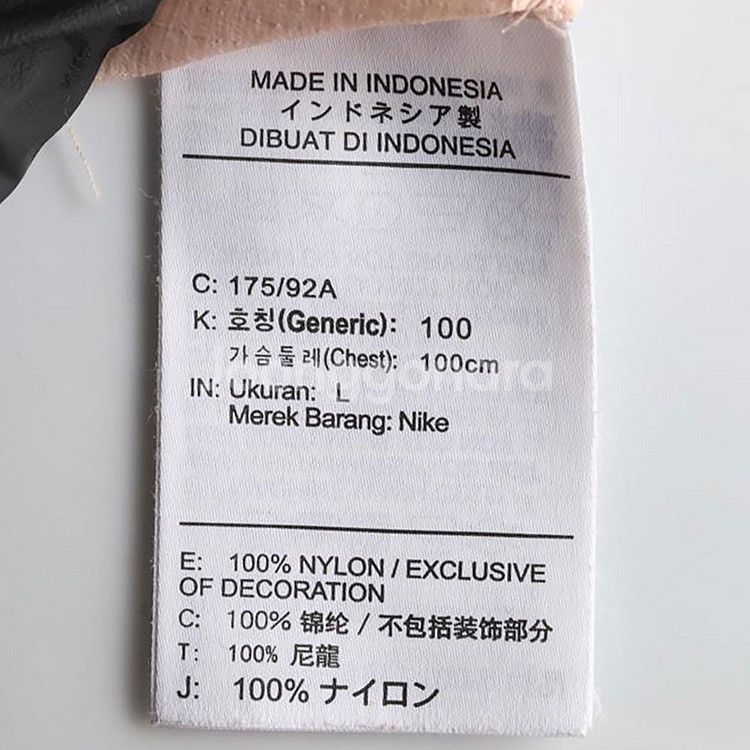 MADE IN INDONESIA
インドネシア製
DIBUAT DI INDONESIA
C: 175/92A
K: 호칭(Generic): 100
가슴둘레(Chest): 100cm
IN: Ukuran: L
Merek Barang: Nike
E: 100% NYLON / EXCLUSIVE
OF DECORATION
C: 100% 锦纶 / 不包括装饰部分
T: 100% 尼龍
J: 100% ナイロン